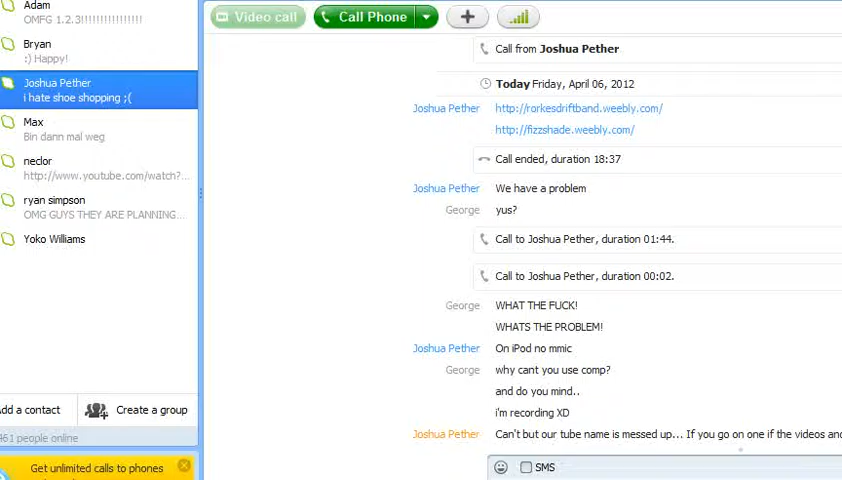 Adam
OMFG 1.2.3!!!!!!!!!!!!!!!!
Bryan
:) Happy!
Joshua Pether
i hate shoe shopping ;(
Max
Bin dann mal weg
neclor
http://www.youtube.com/watch?...
ryan simpson
OMG GUYS THEY ARE PLANNING...
Yoko Williams
dd a contact
Create a group
461 people online
Get unlimited calls to phones
Video call
Call Phone
Call from Joshua Pether
Today Friday, April 06, 2012
Joshua Pether http://rorkesdriftband.weebly.com/
http://fizzshade.weebly.com/
Call ended, duration 18:37
Joshua Pether We have a problem
George yus?
Call to Joshua Pether, duration 01:44.
Call to Joshua Pether, duration 00:02.
George WHAT THE FUCK!
WHATS THE PROBLEM!
Joshua Pether On iPod no mmic
George why cant you use comp?
and do you mind..
i'm recording XD
Joshua Pether Can't but our tube name is messed up... If you go on one if the videos and
SMS